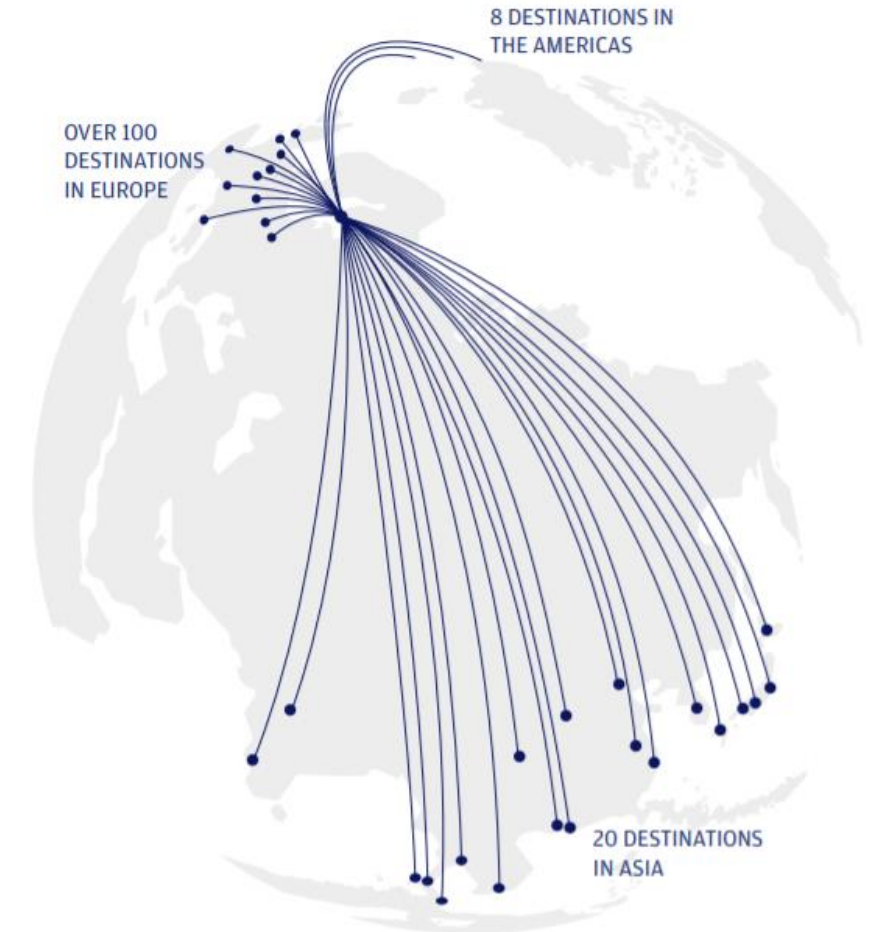 8 DESTINATIONS IN
THE AMERICAS
OVER 100
DESTINATIONS
IN EUROPE
20 DESTINATIONS
IN ASIA